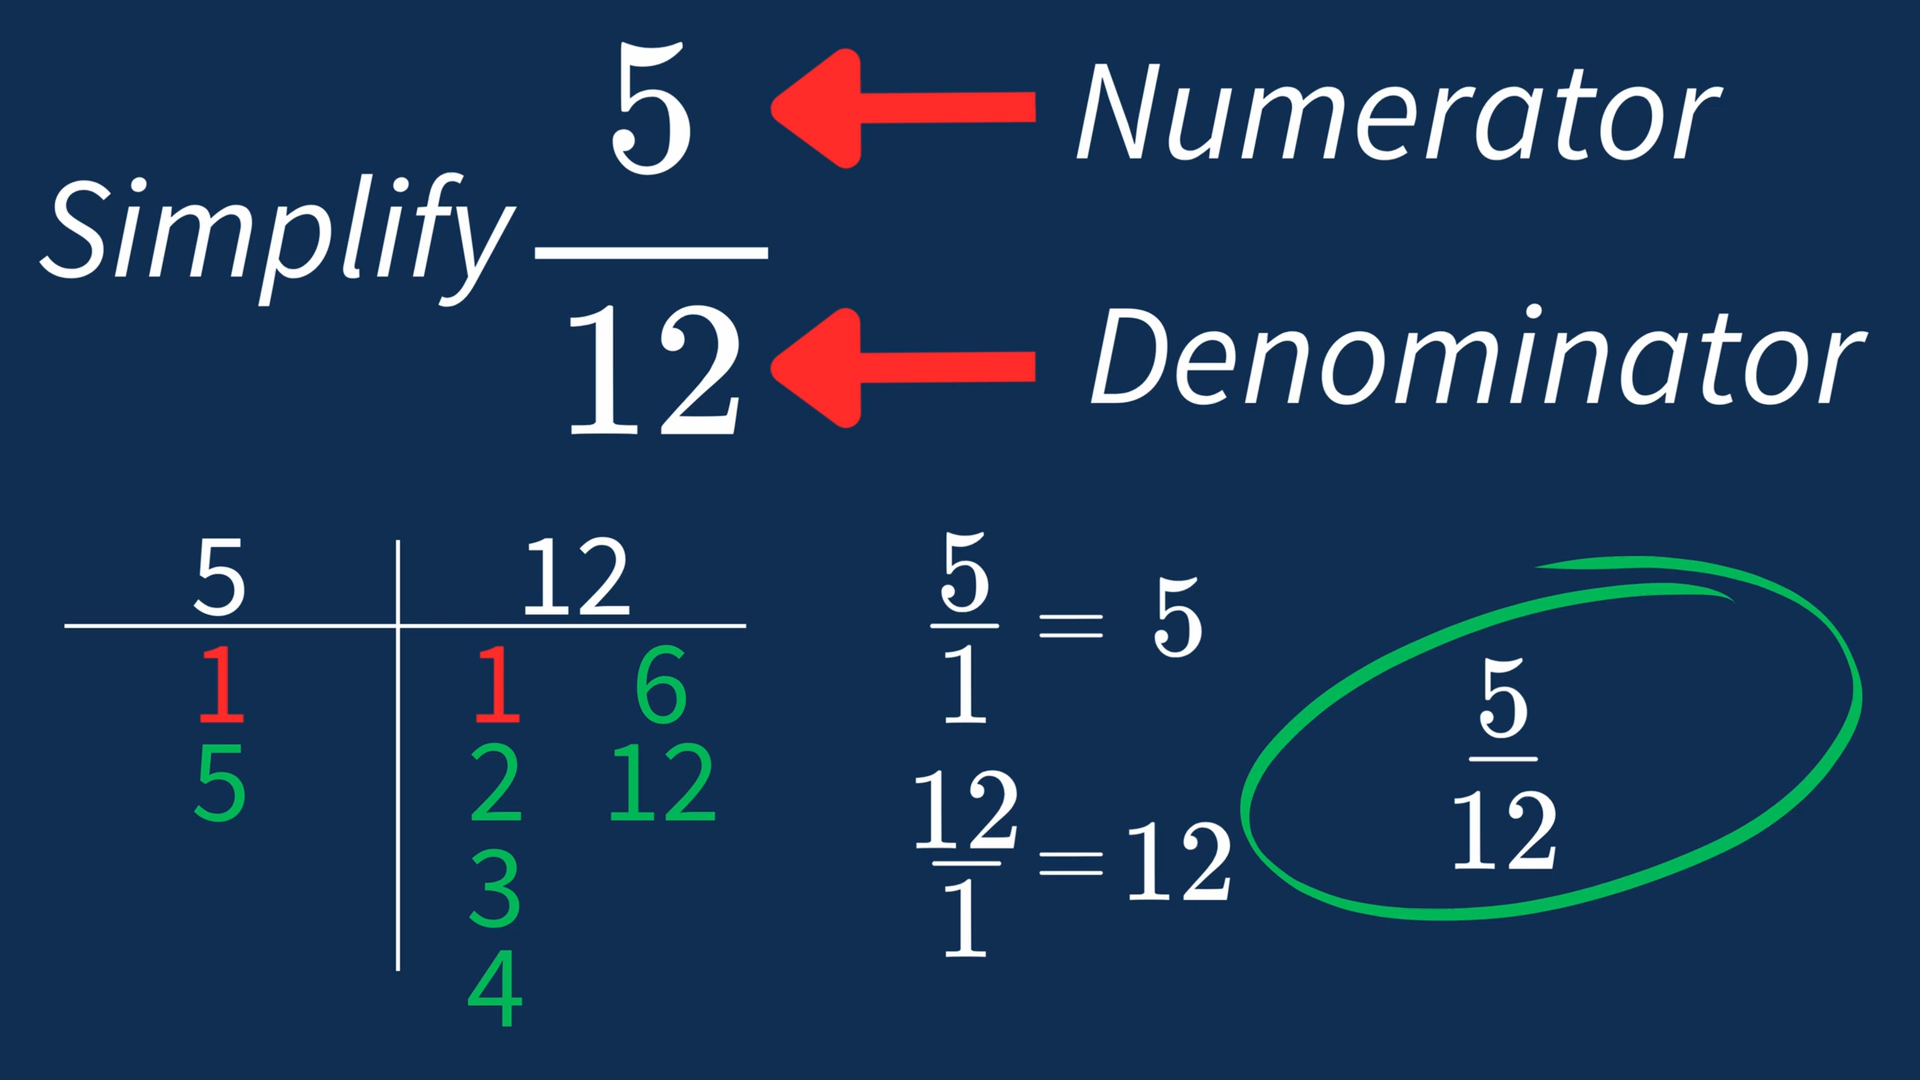 Simplify 5/12
Numerator
Denominator
5 12
1 1 6
5 2 12
3
4
5/1 = 5
12/1 = 12
5/12